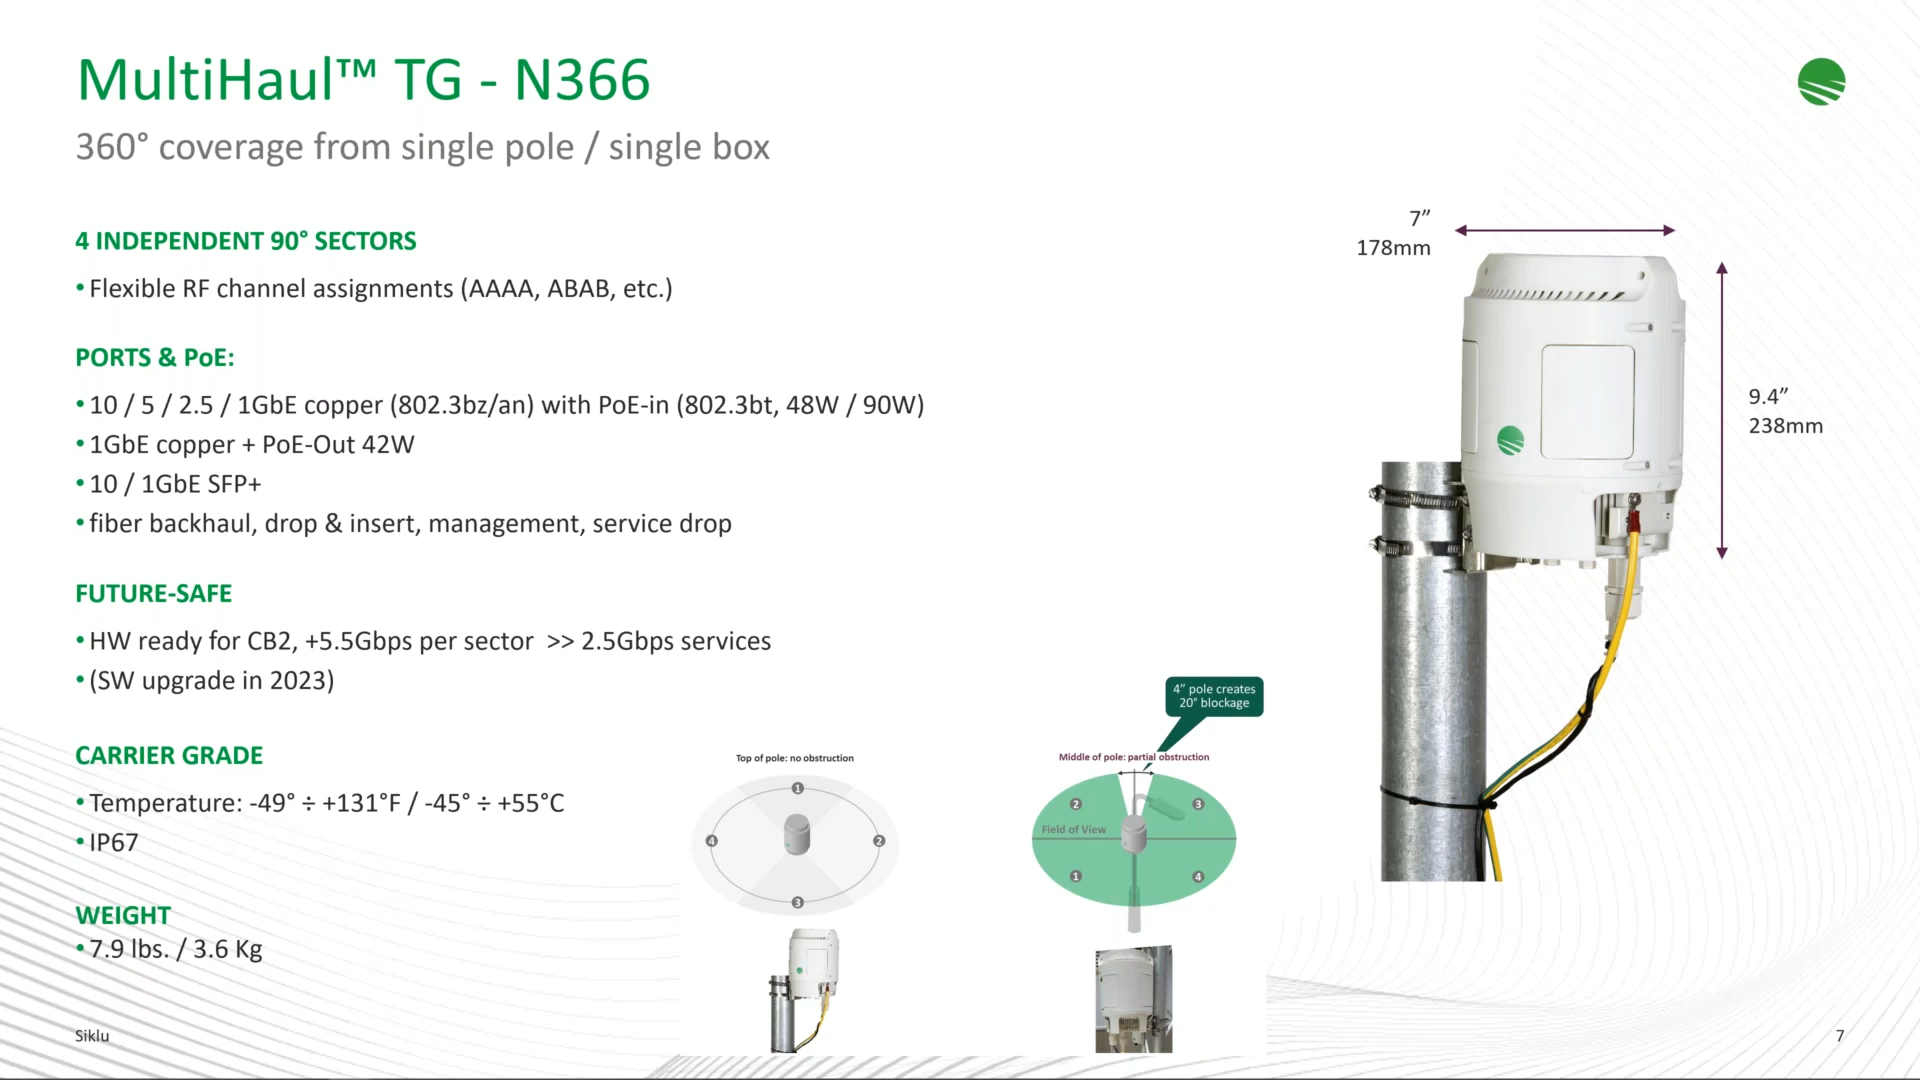 MultiHaul™ TG - N366
360° coverage from single pole / single box
4 INDEPENDENT 90° SECTORS
•Flexible RF channel assignments (AAAA, ABAB, etc.)
PORTS & PoE:
•10 / 5 / 2.5 / 1GbE copper (802.3bz/an) with PoE-in (802.3bt, 48W / 90W)
•1GbE copper + PoE-Out 42W
•10 / 1GbE SFP+
•fiber backhaul, drop & insert, management, service drop
FUTURE-SAFE
•HW ready for CB2, +5.5Gbps per sector >> 2.5Gbps services
•(SW upgrade in 2023)
CARRIER GRADE
•Temperature: -49° ÷ +131°F / -45° ÷ +55°C
•IP67
WEIGHT
•7.9 lbs. / 3.6 Kg
7”
178mm
9.4”
238mm
Top of pole: no obstruction
1
4
2
3
4” pole creates
20° blockage
Middle of pole: partial obstruction
2
3
Field of View
1
4
Siklu
7